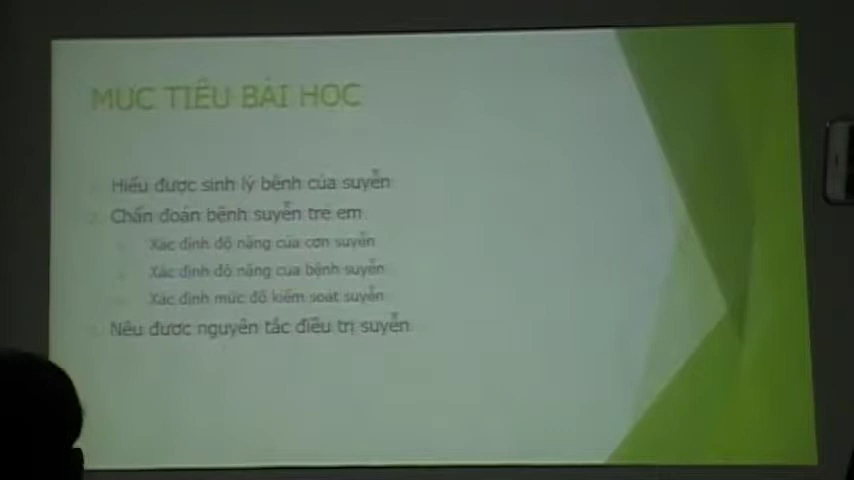 MỤC TIÊU BÀI HỌC
Hiểu được sinh lý bệnh của suyễn
Chẩn đoán bệnh suyễn trẻ em
Xác định độ nặng của cơn suyễn
Xác định độ nặng của bệnh suyễn
Xác định mức độ kiểm soát suyễn
Nêu được nguyên tắc điều trị suyễn